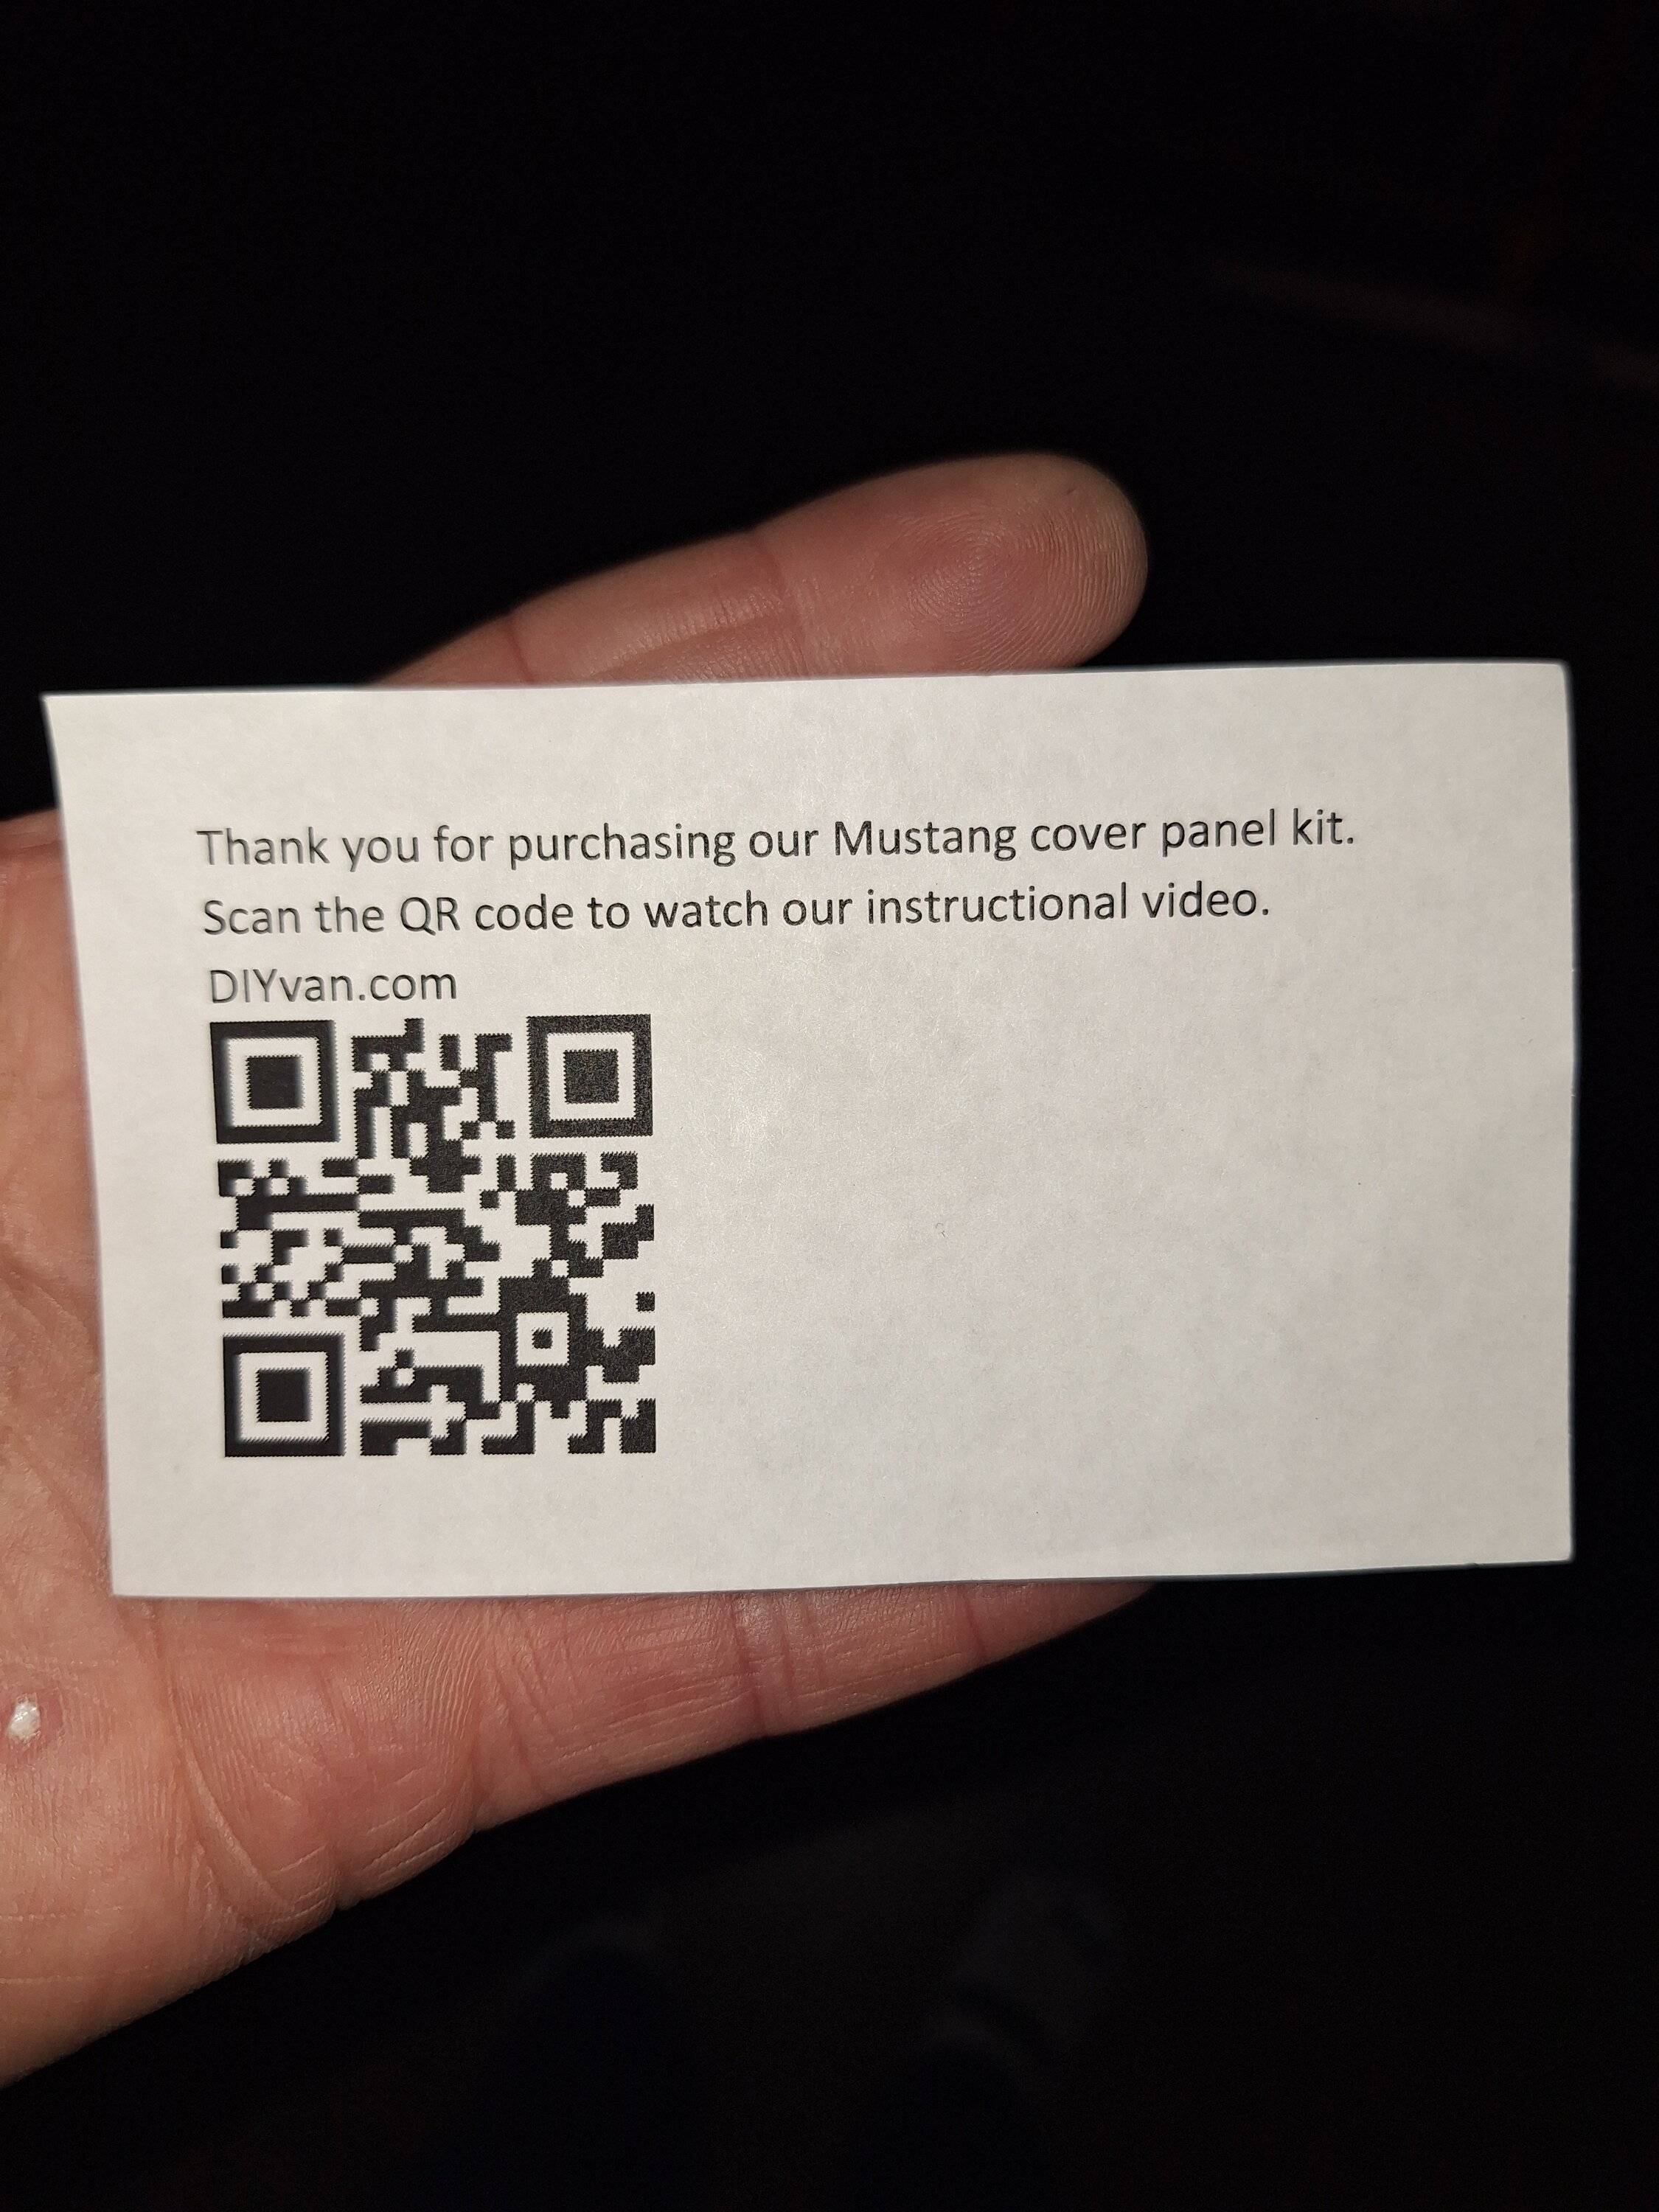 Thank you for purchasing our Mustang cover panel kit.
Scan the QR code to watch our instructional video.
DIYvan.com